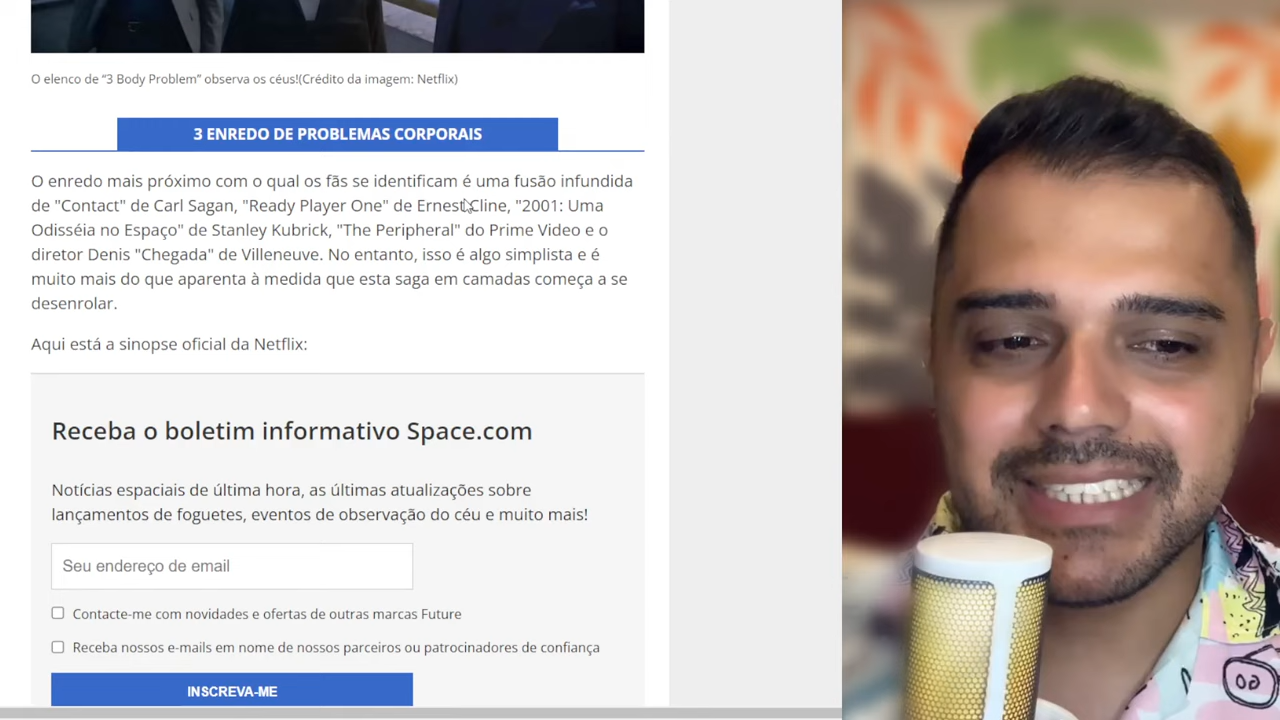 O elenco de “3 Body Problem” observa os céus!(Crédito da imagem: Netflix)
3 ENREDO DE PROBLEMAS CORPORAIS
O enredo mais próximo com o qual os fãs se identificam é uma fusão infundida
de "Contact" de Carl Sagan, "Ready Player One" de Ernest Cline, "2001: Uma
Odisséia no Espaço" de Stanley Kubrick, "The Peripheral" do Prime Video e o
diretor Denis "Chegada" de Villeneuve. No entanto, isso é algo simplista e é
muito mais do que aparenta à medida que esta saga em camadas começa a se
desenrolar.
Aqui está a sinopse oficial da Netflix:
Receba o boletim informativo Space.com
Notícias espaciais de última hora, as últimas atualizações sobre
lançamentos de foguetes, eventos de observação do céu e muito mais!
Seu endereço de email
Contacte-me com novidades e ofertas de outras marcas Future
Receba nossos e-mails em nome de nossos parceiros ou patrocinadores de confiança
INSCREVA-ME